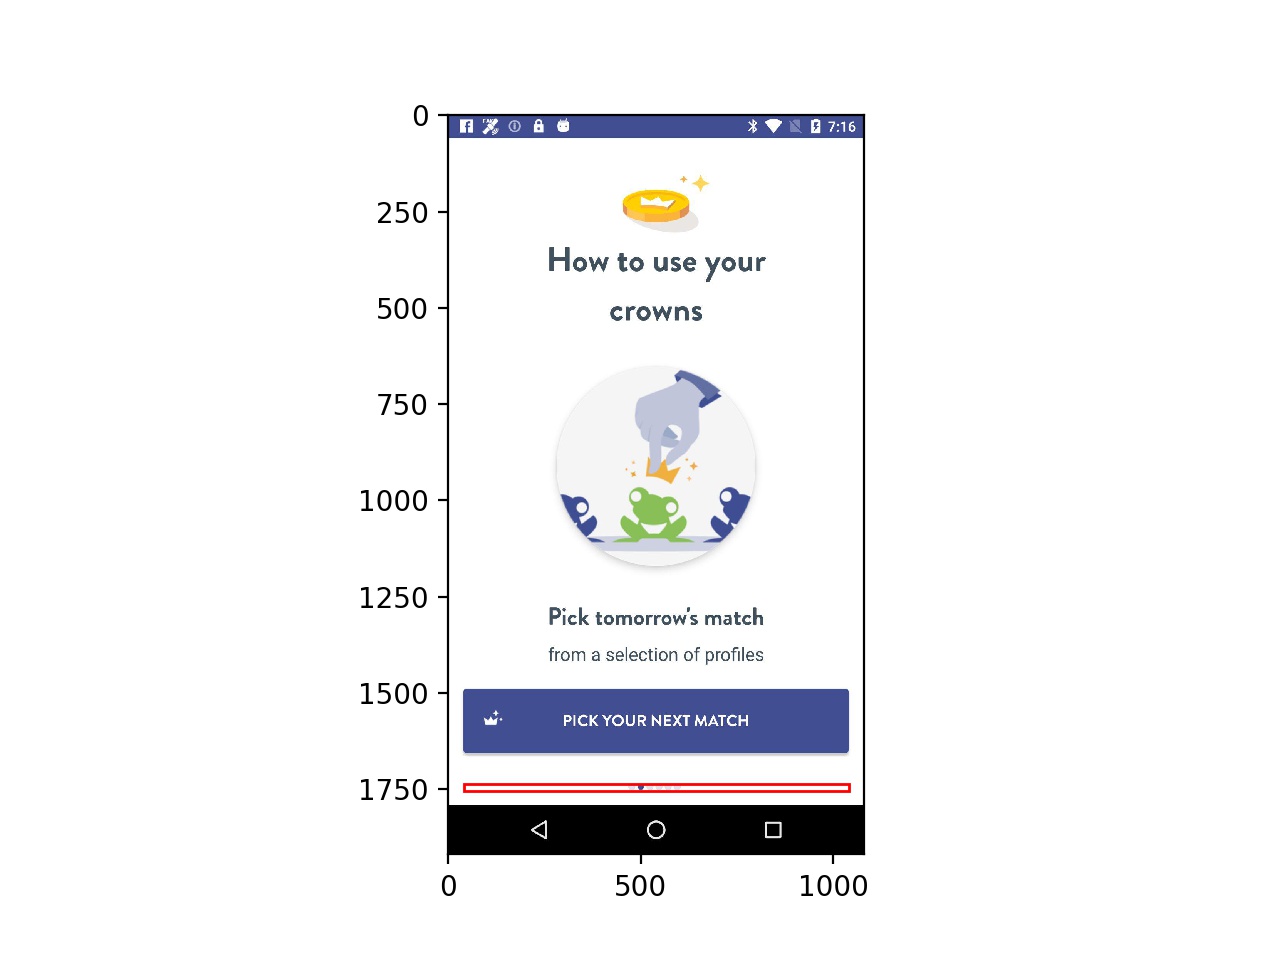 0
250
500
750
1000
1250
1500
1750
7:16
How to use your
crowns
Pick tomorrow's match
from a selection of profiles
PICK YOUR NEXT MATCH
0
500
1000